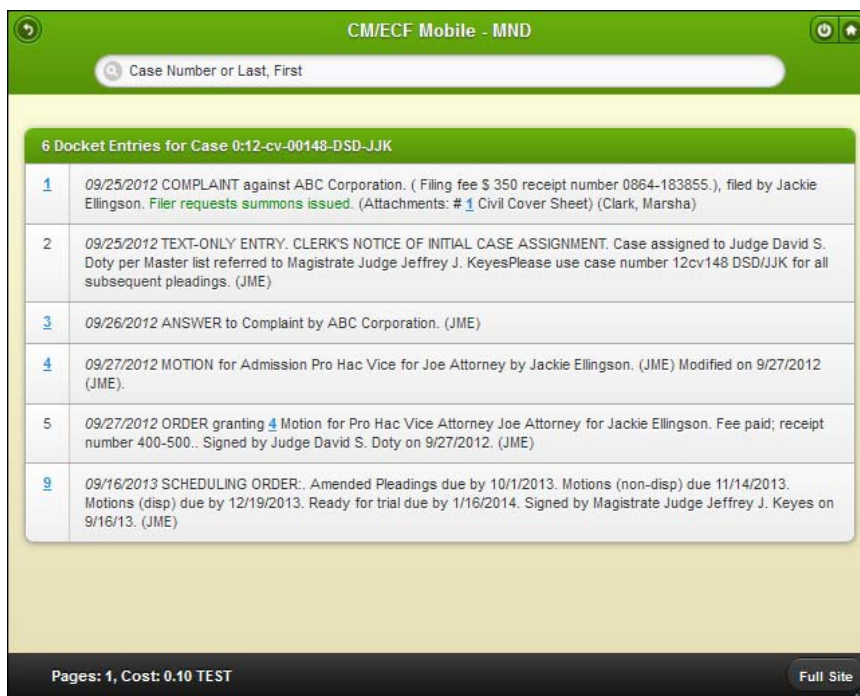 CM/ECF Mobile - MND
Case Number or Last, First
6 Docket Entries for Case 0:12-cv-00148-DSD-JJK
1 09/25/2012 COMPLAINT against ABC Corporation. ( Filing fee $ 350 receipt number 0864-183855.), filed by Jackie
Ellingson. Filer requests summons issued. (Attachments: # 1 Civil Cover Sheet) (Clark, Marsha)
2 09/25/2012 TEXT-ONLY ENTRY. CLERK'S NOTICE OF INITIAL CASE ASSIGNMENT. Case assigned to Judge David S.
Doty per Master list referred to Magistrate Judge Jeffrey J. KeyesPlease use case number 12cv148 DSD/JJK for all
subsequent pleadings. (JME)
3 09/26/2012 ANSWER to Complaint by ABC Corporation. (JME)
4 09/27/2012 MOTION for Admission Pro Hac Vice for Joe Attorney by Jackie Ellingson. (JME) Modified on 9/27/2012
(JME).
5 09/27/2012 ORDER granting 4 Motion for Pro Hac Vice Attorney Joe Attorney for Jackie Ellingson. Fee paid; receipt
number 400-500.. Signed by Judge David S. Doty on 9/27/2012. (JME)
9 09/16/2013 SCHEDULING ORDER:. Amended Pleadings due by 10/1/2013. Motions (non-disp) due 11/14/2013.
Motions (disp) due by 12/19/2013. Ready for trial due by 1/16/2014. Signed by Magistrate Judge Jeffrey J. Keyes on
9/16/13. (JME)
Pages: 1, Cost: 0.10 TEST
Full Site